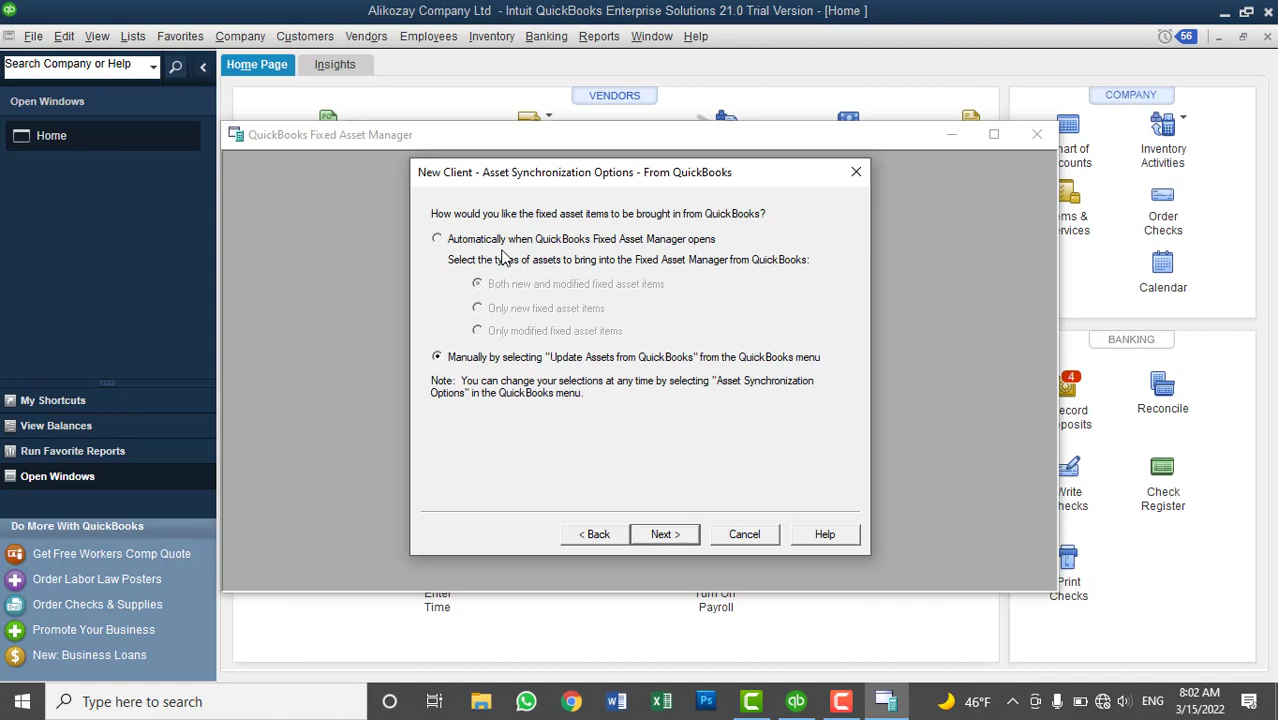 Alikozay Company Ltd - Intuit QuickBooks Enterprise Solutions 21.0 Trial Version - [Home ]
File Edit View Lists Favorites Company Customers Vendors Employees Inventory Banking Reports Window Help 56
Search Company or Help
Home Page Insights
Open Windows
Home
VENDORS
COMPANY
PO
QuickBooks Fixed Asset Manager
New Client - Asset Synchronization Options - From QuickBooks
How would you like the fixed asset items to be brought in from QuickBooks?
Automatically when QuickBooks Fixed Asset Manager opens
Select the types of assets to bring into the Fixed Asset Manager from QuickBooks:
Both new and modified fixed asset items
Only new fixed asset items
Only modified fixed asset items
Manually by selecting "Update Assets from QuickBooks" from the QuickBooks menu
Note: You can change your selections at any time by selecting "Asset Synchronization
Options" in the QuickBooks menu.
< Back Next > Cancel Help
hart of
counts
Inventory
Activities
ms &
rvices
Order
Checks
Calendar
BANKING
4
ecord
posits
Reconcile
Write
hecks
Check
Register
Print
Checks
Enter
Time
Turn Off
Payroll
My Shortcuts
View Balances
Run Favorite Reports
Open Windows
Do More With QuickBooks
Get Free Workers Comp Quote
Order Labor Law Posters
Order Checks & Supplies
Promote Your Business
New: Business Loans
Type here to search
46°F
ENG
8:02 AM
3/15/2022